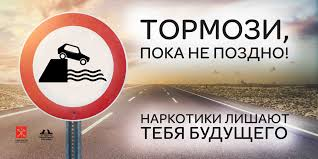 ТОРМОЗИ,
ПОКА НЕ ПОЗДНО!
НАРКОТИКИ ЛИШАЮТ
ТЕБЯ БУДУЩЕГО